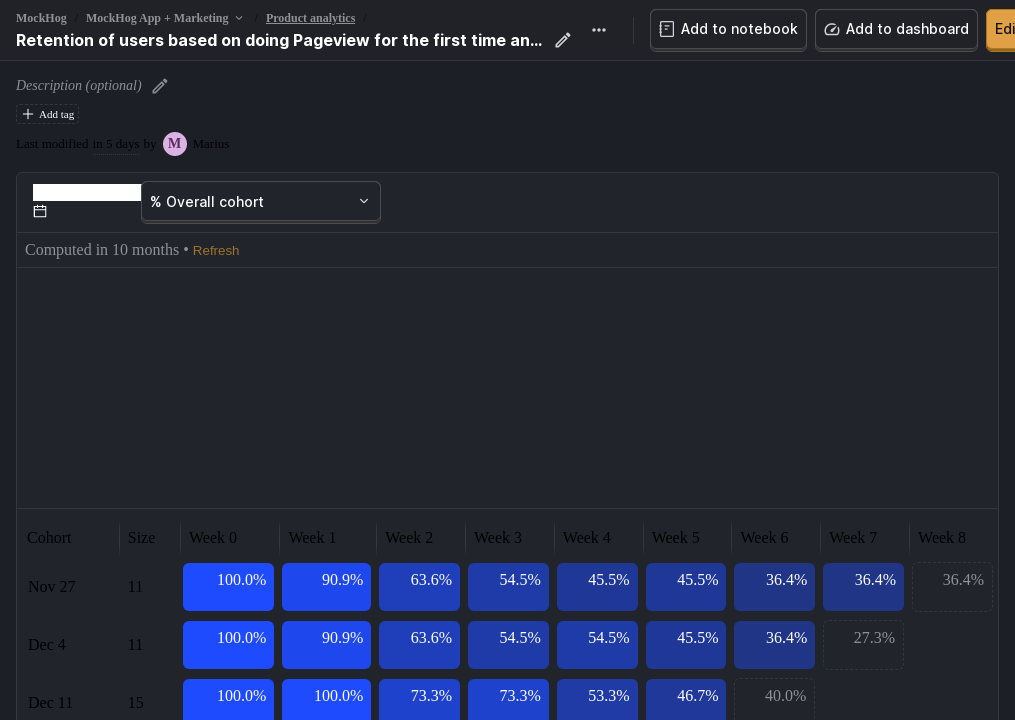 MockHog / MockHog App + Marketing / Product analytics /
Retention of users based on doing Pageview for the first time an...
Add to notebook
Add to dashboard
Edi
Description (optional)
Add tag
Last modified in 5 days by M Marius
% Overall cohort
Computed in 10 months • Refresh
Cohort Size Week 0 Week 1 Week 2 Week 3 Week 4 Week 5 Week 6 Week 7 Week 8
Nov 27 11 100.0% 90.9% 63.6% 54.5% 45.5% 45.5% 36.4% 36.4% 36.4%
Dec 4 11 100.0% 90.9% 63.6% 54.5% 54.5% 45.5% 36.4% 27.3%
Dec 11 15 100.0% 100.0% 73.3% 73.3% 53.3% 46.7% 40.0%